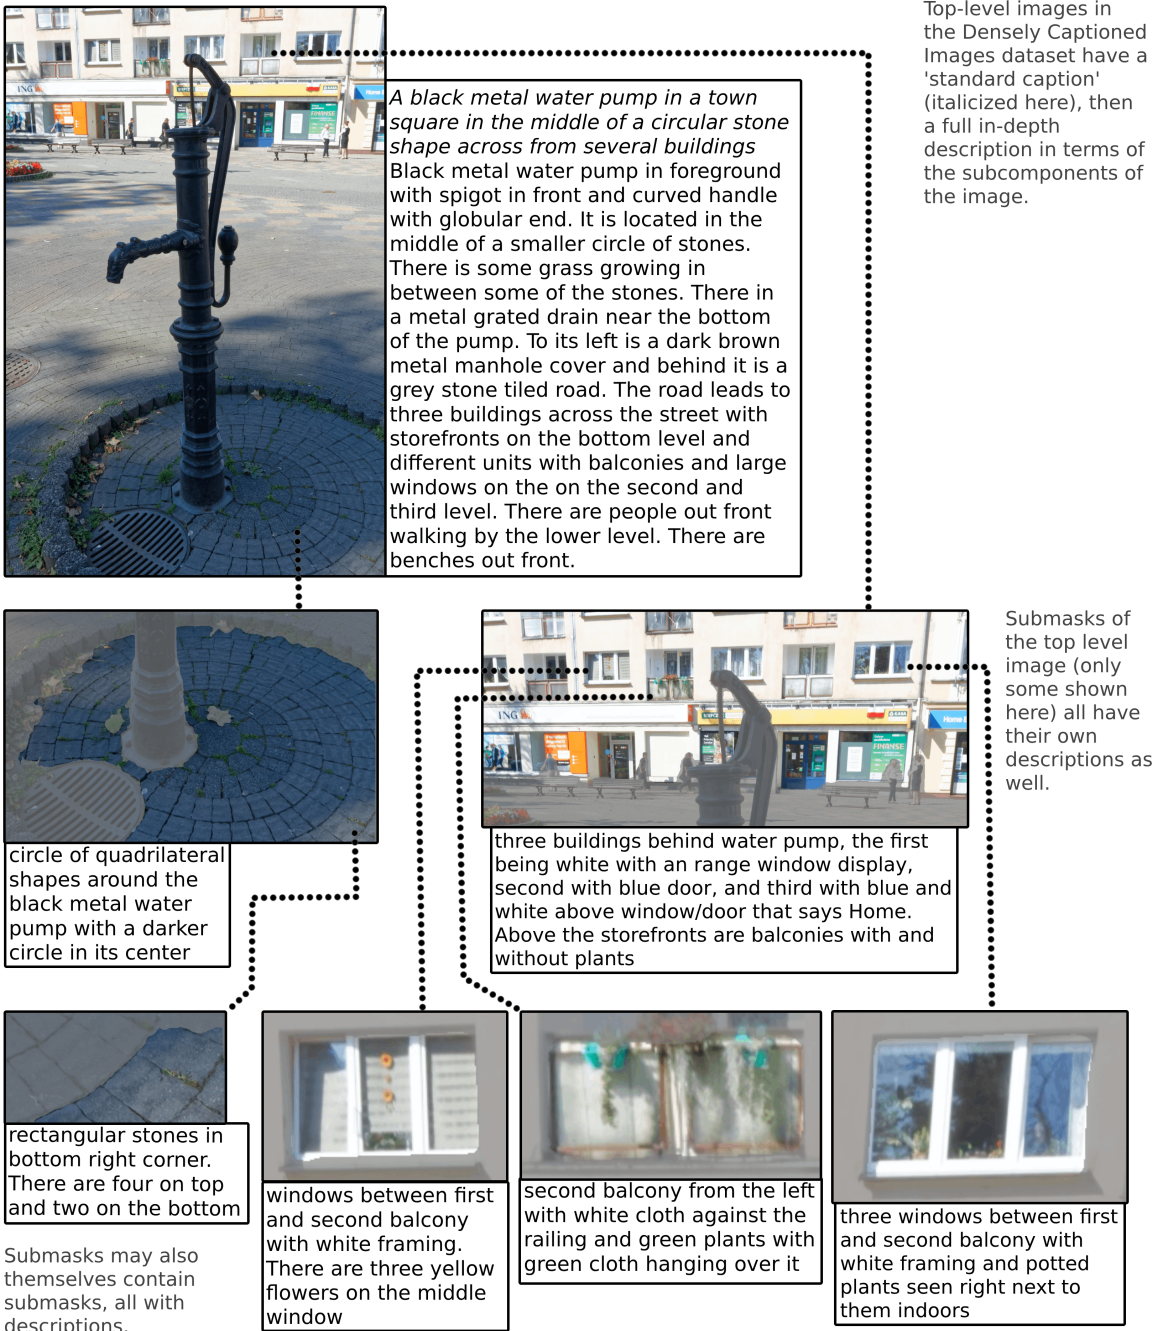 Top-level images in
the Densely Captioned
Images dataset have a
'standard caption'
(italicized here), then
a full in-depth
description in terms of
the subcomponents of
the image.
ING
A black metal water pump in a town
square in the middle of a circular stone
shape across from several buildings
Black metal water pump in foreground
with spigot in front and curved handle
with globular end. It is located in the
middle of a smaller circle of stones.
There is some grass growing in
between some of the stones. There in
a metal grated drain near the bottom
of the pump. To its left is a dark brown
metal manhole cover and behind it is a
grey stone tiled road. The road leads to
three buildings across the street with
storefronts on the bottom level and
different units with balconies and large
windows on the on the second and
third level. There are people out front
walking by the lower level. There are
benches out front.
ING
FINANSE
Home
Submasks of
the top level
image (only
some shown
here) all have
their own
descriptions as
well.
circle of quadrilateral
shapes around the
black metal water
pump with a darker
circle in its center
three buildings behind water pump, the first
being white with an range window display,
second with blue door, and third with blue and
white above window/door that says Home.
Above the storefronts are balconies with and
without plants
rectangular stones in
bottom right corner.
There are four on top
and two on the bottom
windows between first
and second balcony
with white framing.
There are three yellow
flowers on the middle
window
second balcony from the left
with white cloth against the
railing and green plants with
green cloth hanging over it
three windows between first
and second balcony with
white framing and potted
plants seen right next to
them indoors
Submasks may also
themselves contain
submasks, all with
descriptions.